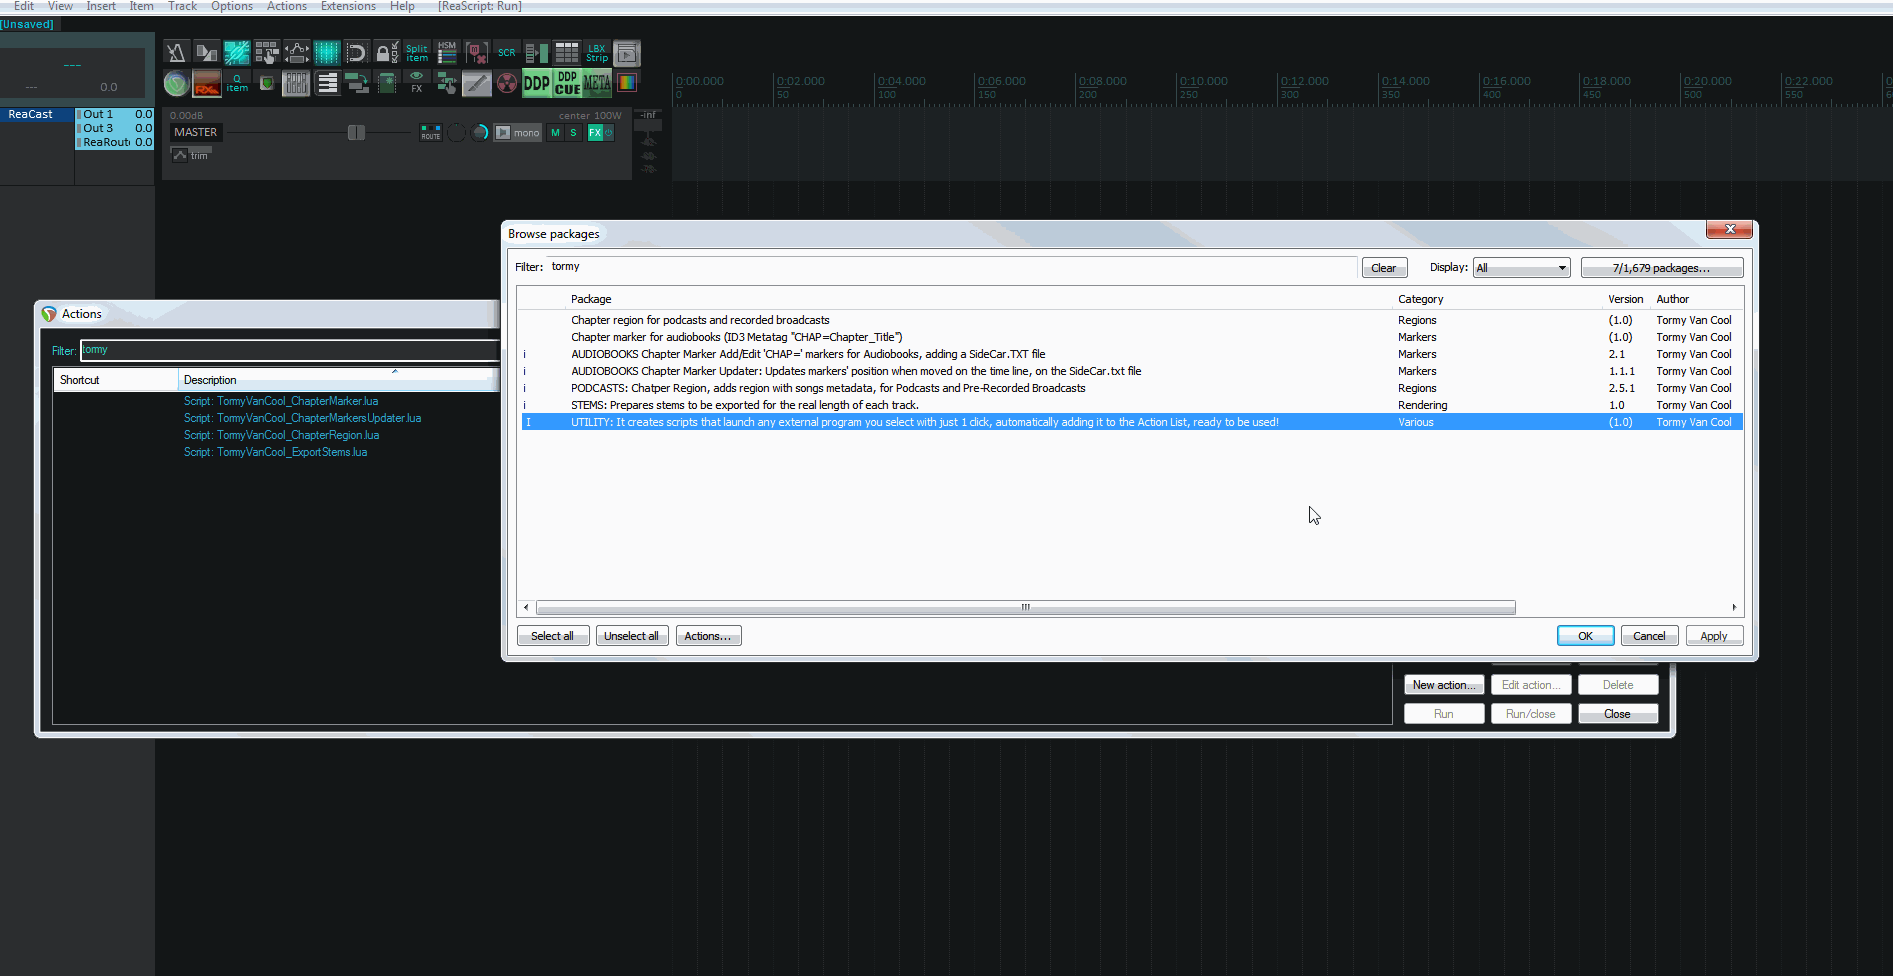 Edit View Insert Item Track Options Actions Extensions Help [ReaScript: Run]
[Unsaved]
Split item
HSM
SCR
LBX Strip
RX
Q item
FX
DDP
DDP CUE
META
---
--- 0.0
0:00.000 0:02.000 0:04.000 0:06.000 0:08.000 0:10.000 0:12.000 0:14.000 0:16.000 0:18.000 0:20.000 0:22.000
0 50 100 150 200 250 300 350 400 450 500 550
ReaCast
Out 1 0.0
Out 3 0.0
ReaRout 0.0
0.00dB center 100W -inf
MASTER ROUTE mono M S FX
trim
Browse packages
Filter: tormy Clear Display: All 7/1,679 packages...
Package Category Version Author
Chapter region for podcasts and recorded broadcasts Regions (1.0) Tormy Van Cool
Chapter marker for audiobooks (ID3 Metatag "CHAP=Chapter_Title") Markers (1.0) Tormy Van Cool
i AUDIOBOOKS Chapter Marker Add/Edit 'CHAP=' markers for Audiobooks, adding a SideCar.TXT file Markers 2.1 Tormy Van Cool
i AUDIOBOOKS Chapter Marker Updater: Updates markers' position when moved on the time line, on the SideCar.txt file Markers 1.1.1 Tormy Van Cool
i PODCASTS: Chatper Region, adds region with songs metadata, for Podcasts and Pre-Recorded Broadcasts Regions 2.5.1 Tormy Van Cool
i STEMS: Prepares stems to be exported for the real length of each track. Rendering 1.0 Tormy Van Cool
I UTILITY: It creates scripts that launch any external program you select with just 1 click, automatically adding it to the Action List, ready to be used! Various (1.0) Tormy Van Cool
Select all Unselect all Actions... OK Cancel Apply
Actions
Filter: tormy
Shortcut Description
Script: TormyVanCool_ChapterMarker.lua
Script: TormyVanCool_ChapterMarkersUpdater.lua
Script: TormyVanCool_ChapterRegion.lua
Script: TormyVanCool_ExportStems.lua
New action... Edit action... Delete
Run Run/close Close